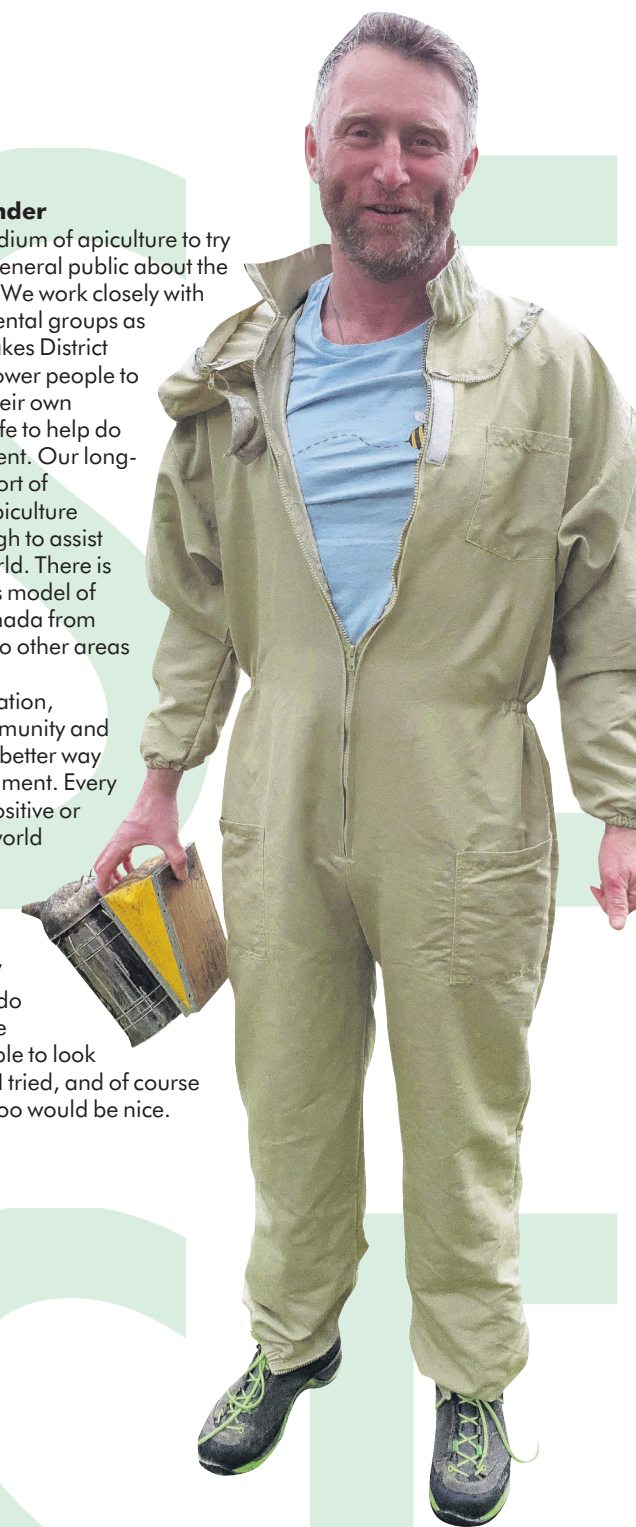 nder
dium of apiculture to try
eneral public about the
We work closely with
ental groups as
akes District
ower people to
eir own
fe to help do
ent. Our long-
ort of
piculture
gh to assist
rld. There is
s model of
nada from
o other areas
ation,
munity and
better way
ment. Every
ositive or
world
do
e
ple to look
I tried, and of course
oo would be nice.